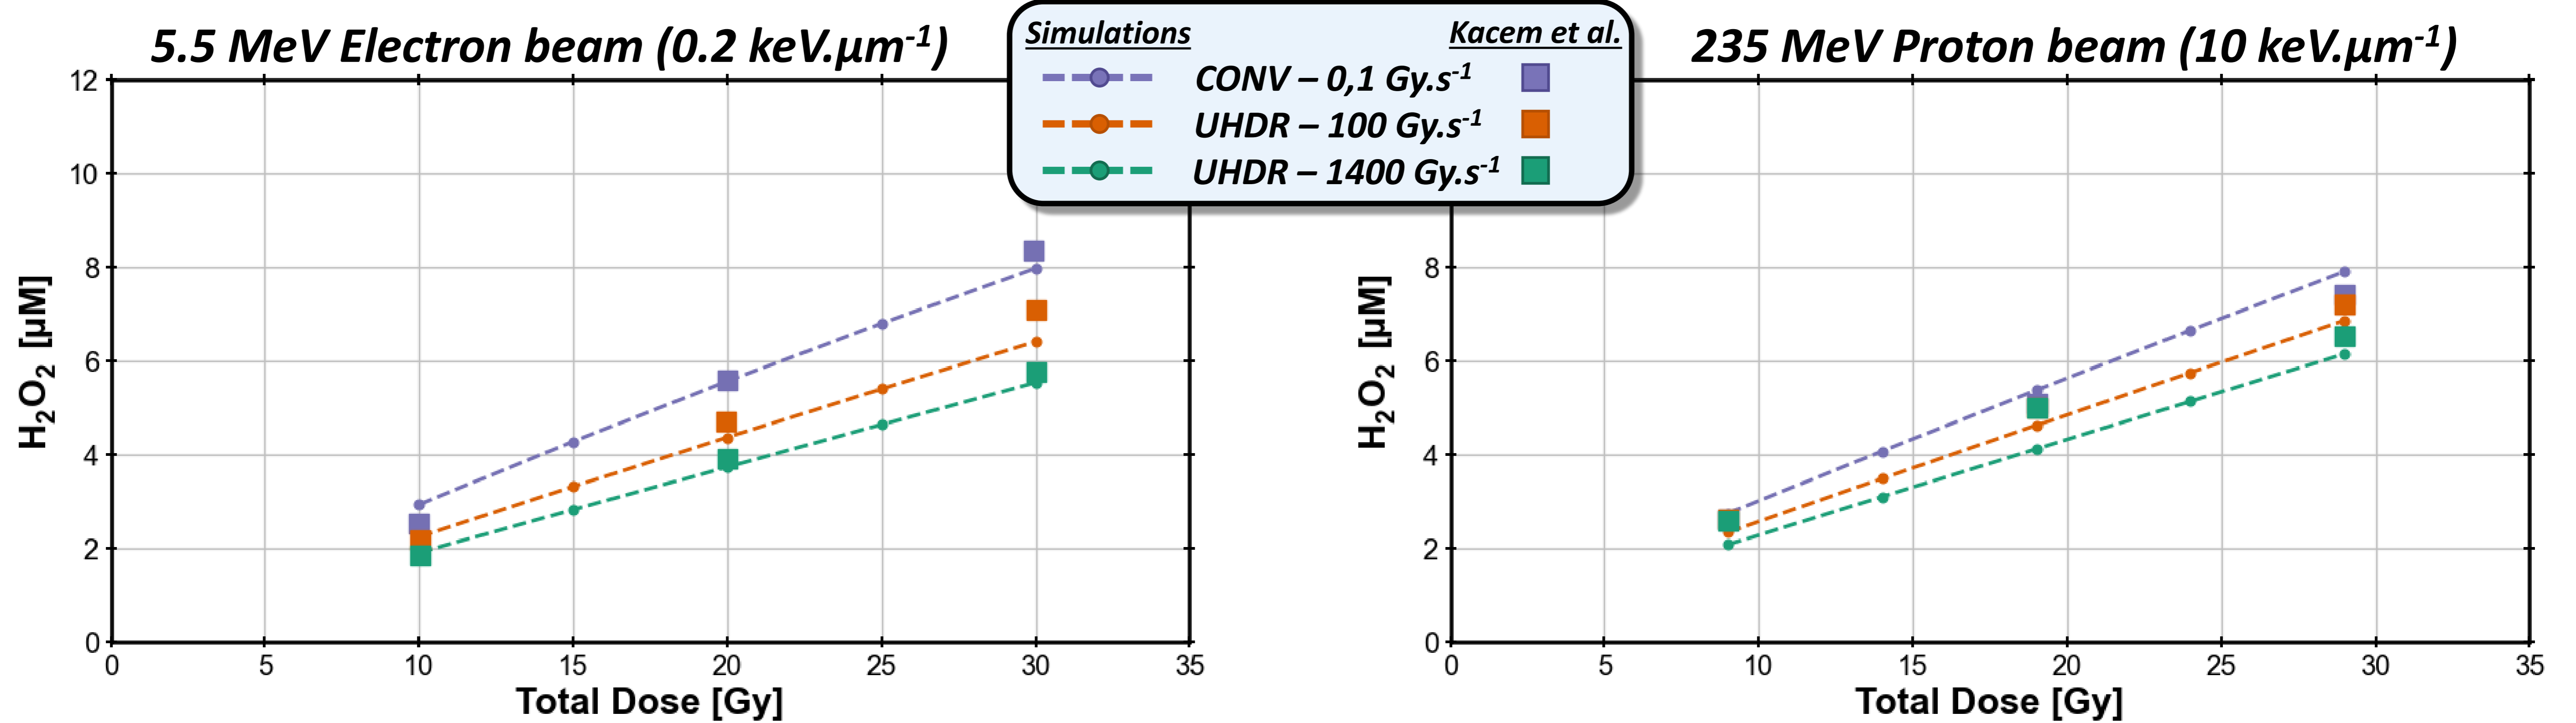 5.5 MeV Electron beam (0.2 keV.µm⁻¹)
Simulations Kacem et al.
CONV – 0,1 Gy.s⁻¹
UHDR – 100 Gy.s⁻¹
UHDR – 1400 Gy.s⁻¹
235 MeV Proton beam (10 keV.µm⁻¹)
12
10
8
6
4
2
0
H₂O₂ [µM]
0 5 10 15 20 25 30 35
Total Dose [Gy]
8
6
4
2
0
H₂O₂ [µM]
0 5 10 15 20 25 30 35
Total Dose [Gy]